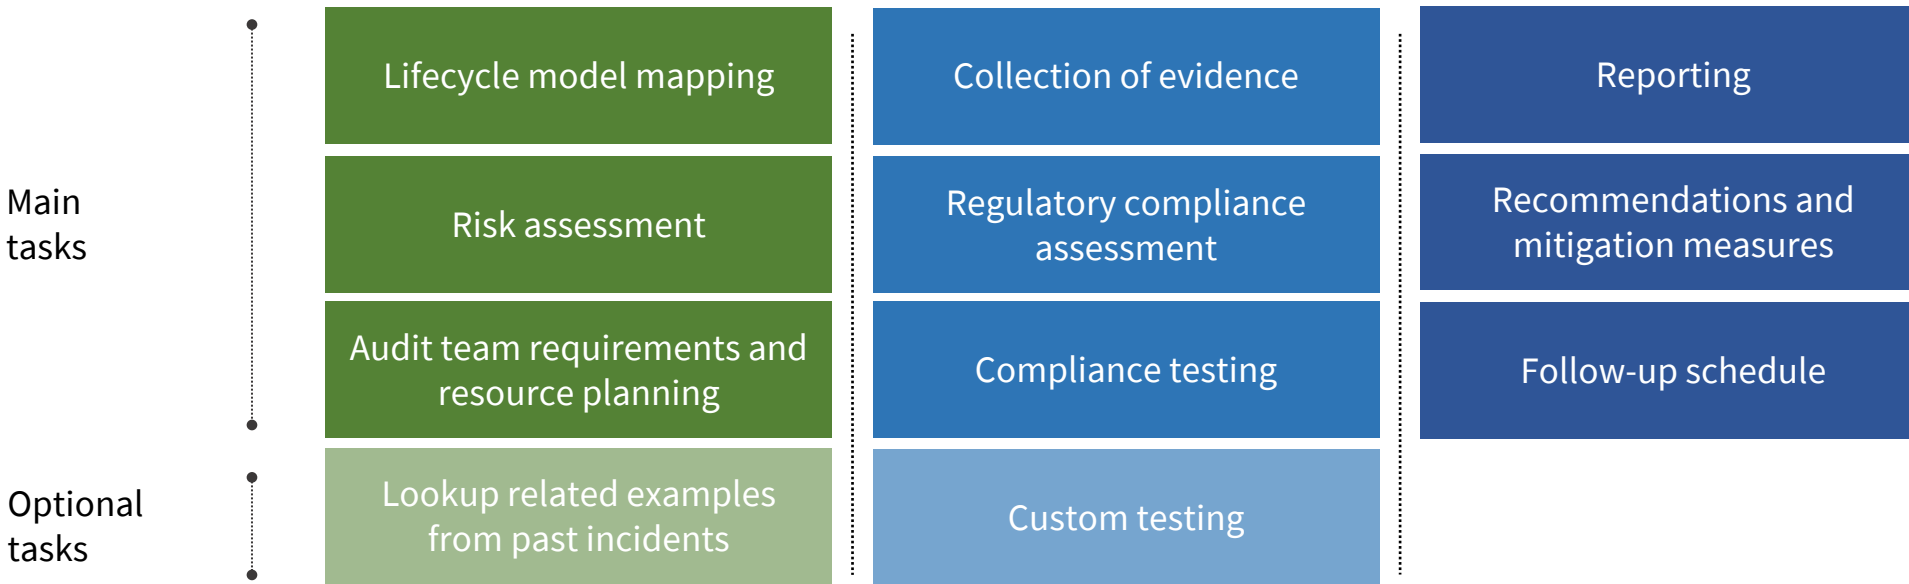 Main
tasks
Lifecycle model mapping
Collection of evidence
Reporting
Risk assessment
Regulatory compliance
assessment
Recommendations and
mitigation measures
Audit team requirements and
resource planning
Compliance testing
Follow-up schedule
Optional
tasks
Lookup related examples
from past incidents
Custom testing